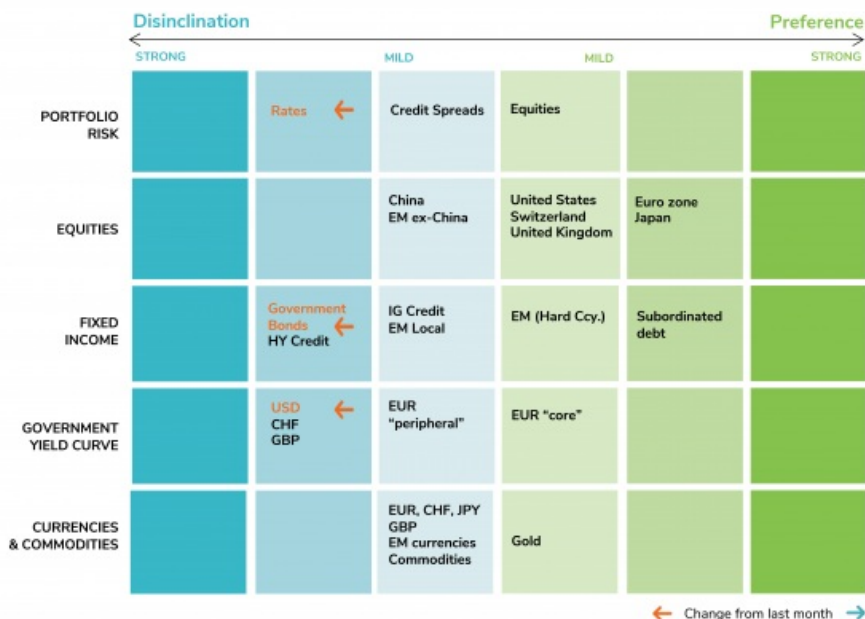 Disinclination
Preference
STRONG
MILD
MILD
STRONG
PORTFOLIO
RISK
Rates
Credit Spreads
Equities
EQUITIES
China
EM ex-China
United States
Switzerland
United Kingdom
Euro zone
Japan
FIXED
INCOME
Government
Bonds
HY Credit
IG Credit
EM Local
EM (Hard Ccy.)
Subordinated
debt
GOVERNMENT
YIELD CURVE
USD
CHF
GBP
EUR
“peripheral”
EUR “core”
CURRENCIES
& COMMODITIES
EUR, CHF, JPY
GBP
EM currencies
Commodities
Gold
Change from last month